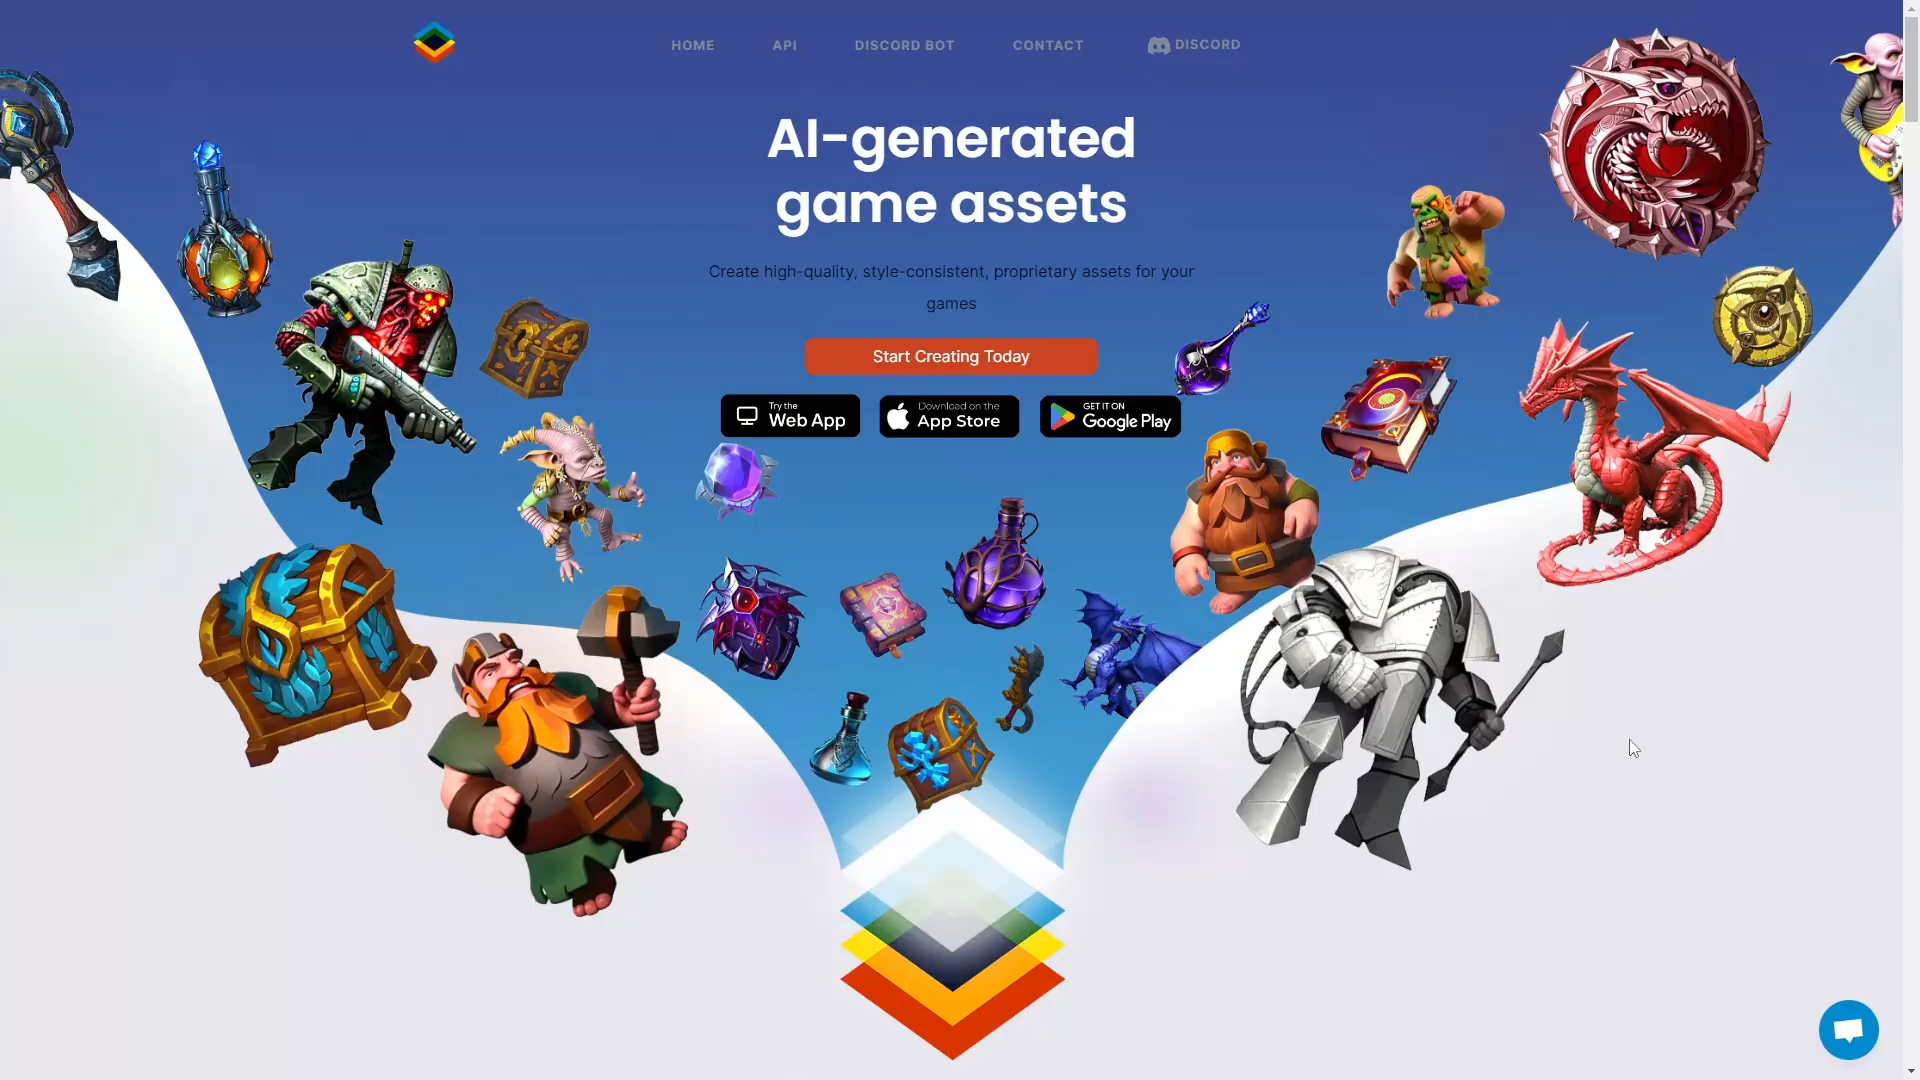 HOME API DISCORD BOT CONTACT DISCORD
AI-generated
game assets
Create high-quality, style-consistent, proprietary assets for your
games
Start Creating Today
Try the
Web App
Download on the
App Store
GET IT ON
Google Play